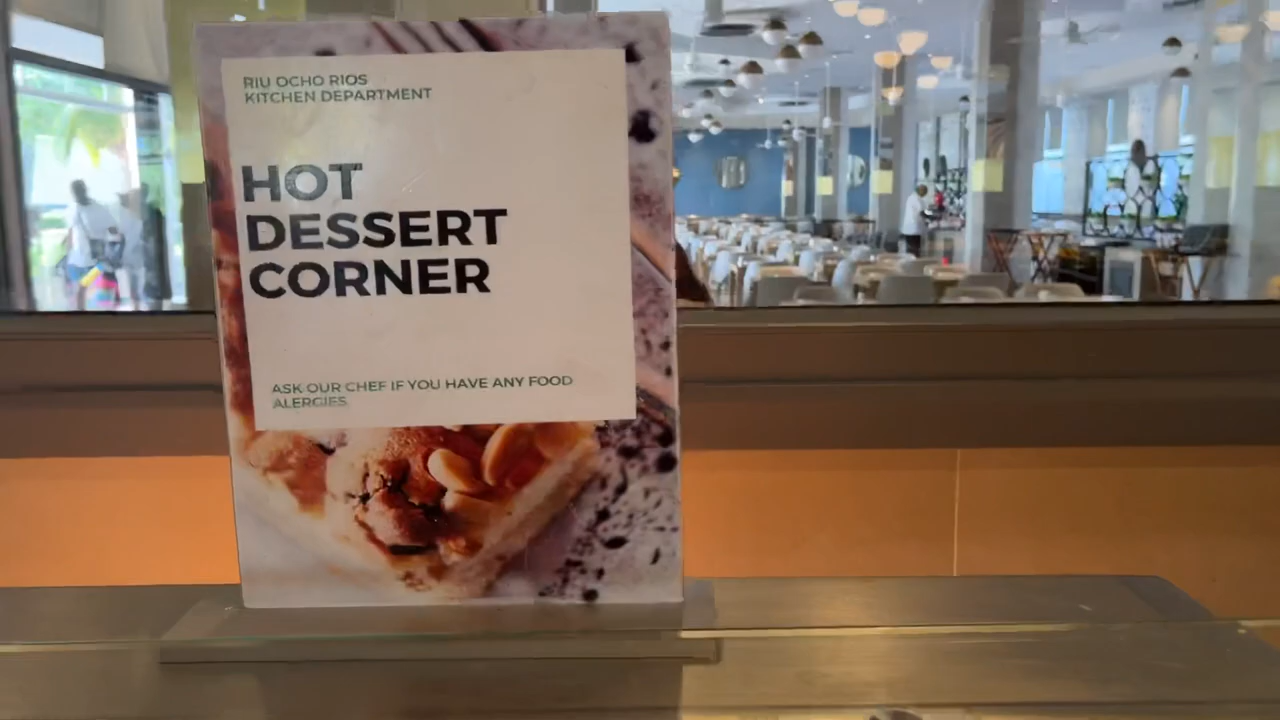 RIU OCHO RIOS
KITCHEN DEPARTMENT
HOT
DESSERT
CORNER
ASK OUR CHEF IF YOU HAVE ANY FOOD
ALERGIES